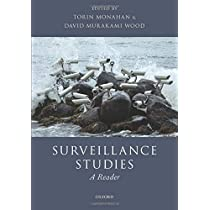 EDITED BY
TORIN MONAHAN &
DAVID MURAKAMI WOOD
SURVEILLANCE
STUDIES
A Reader
OXFORD